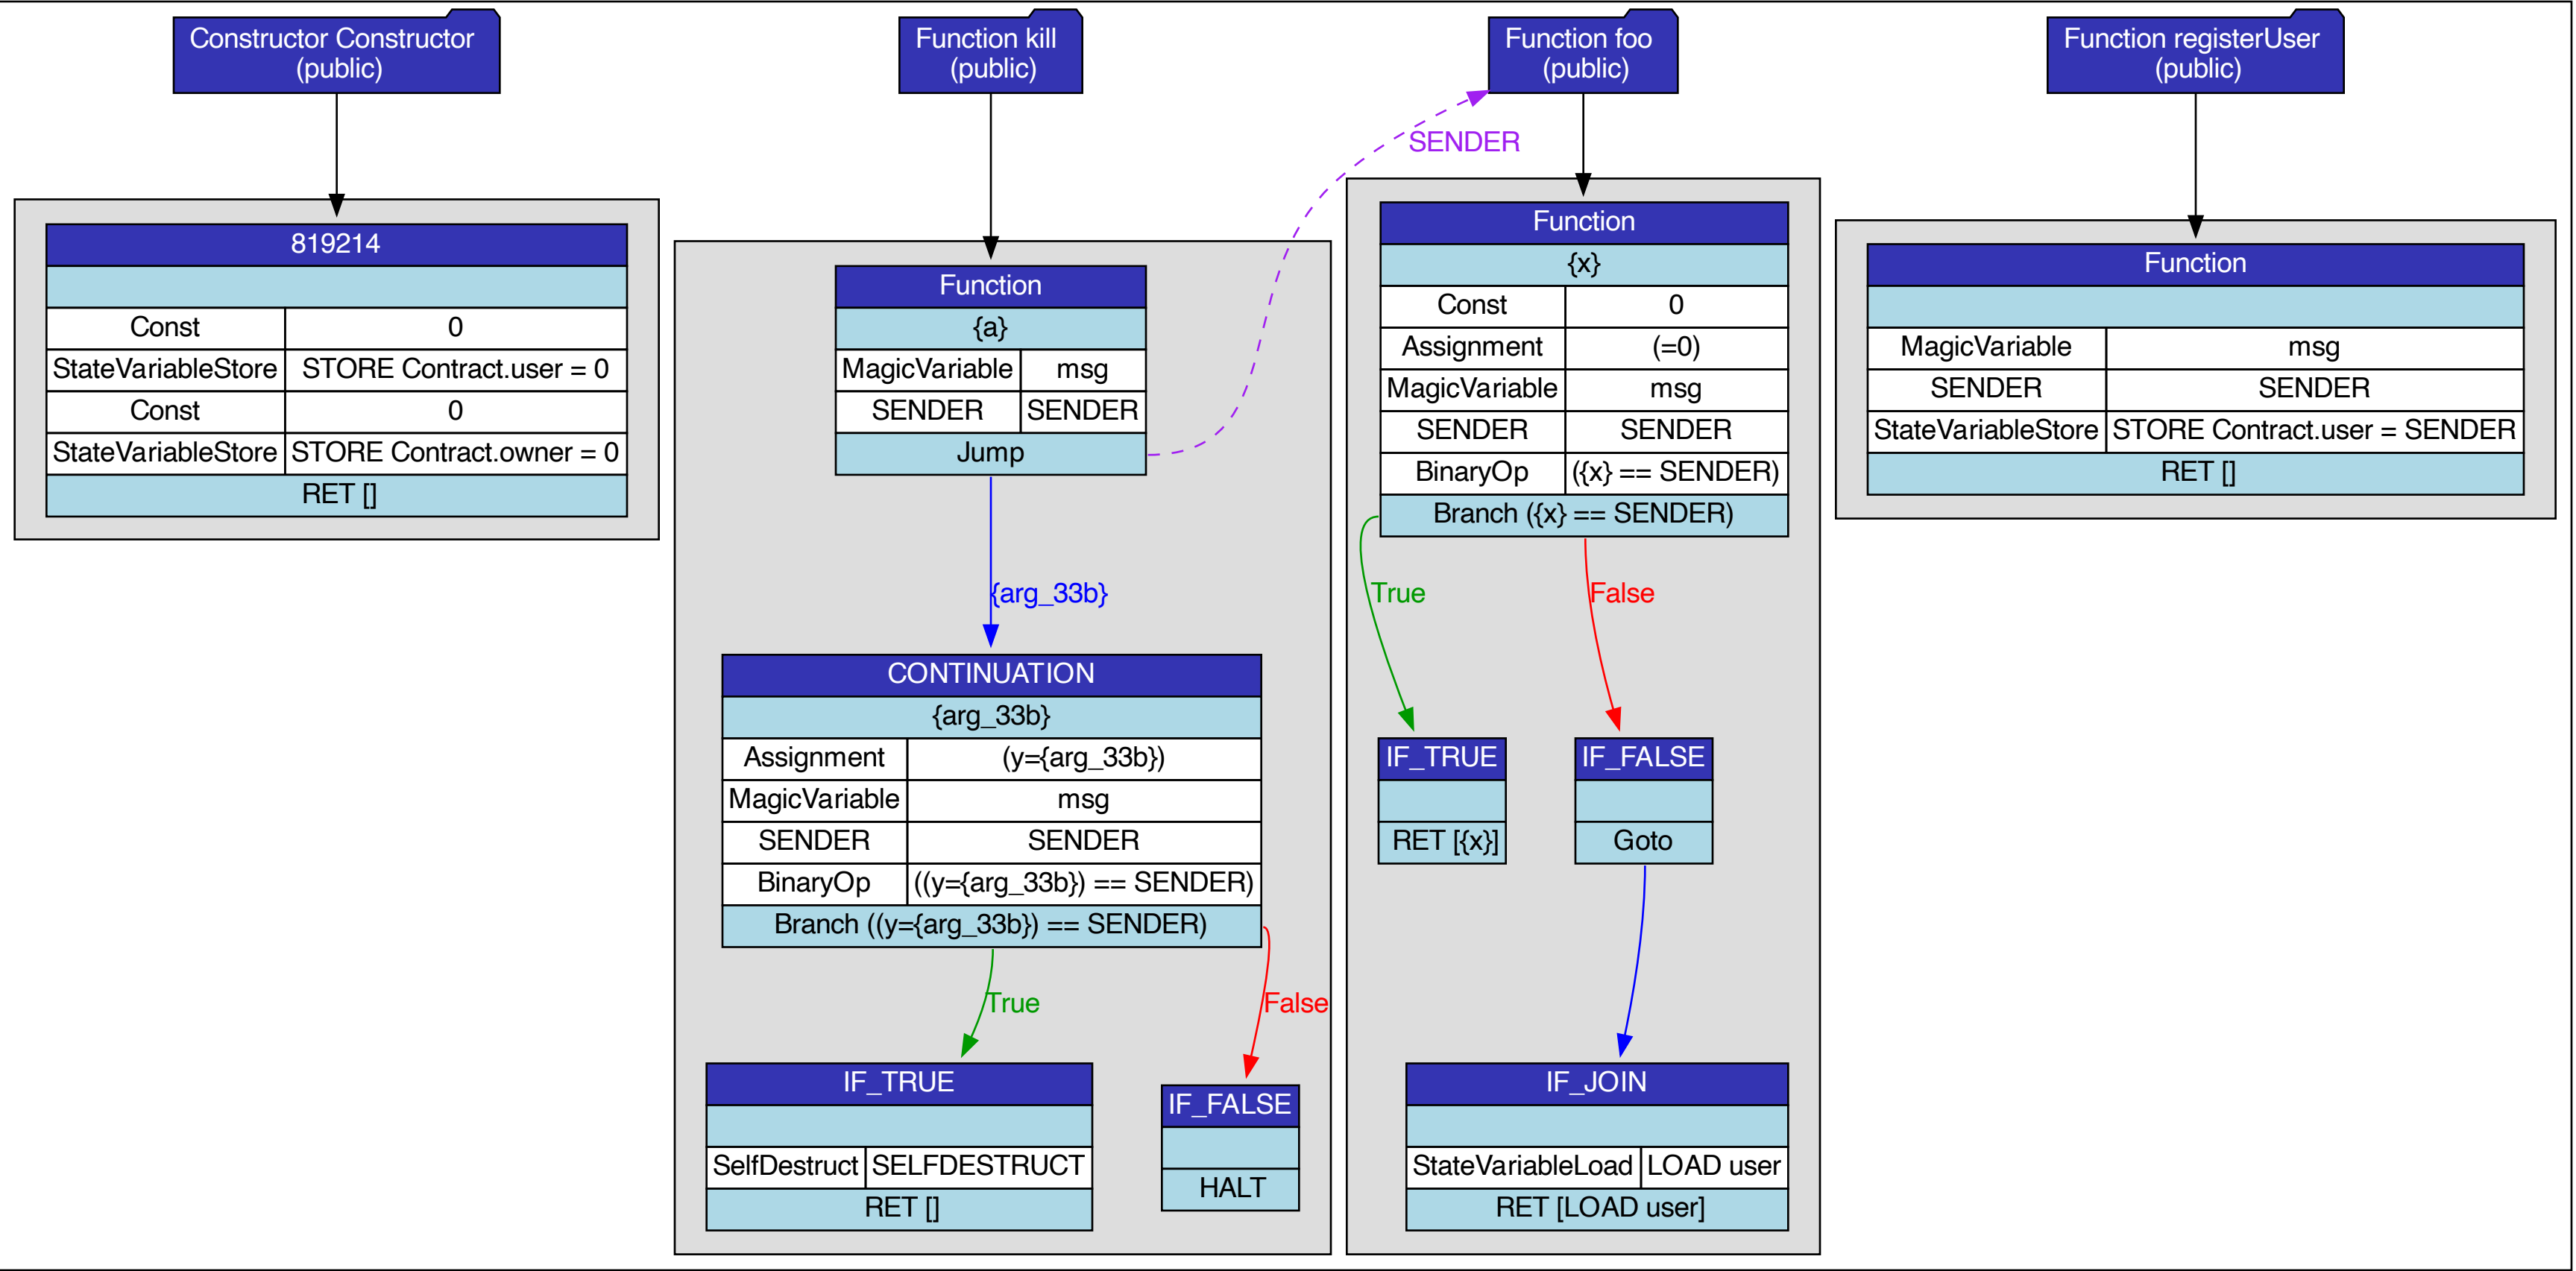 Constructor Constructor
(public)
819214
Const 0
StateVariableStore STORE Contract.user = 0
Const 0
StateVariableStore STORE Contract.owner = 0
RET []
Function kill
(public)
Function
{a}
MagicVariable msg
SENDER SENDER
Jump
SENDER
{arg_33b}
CONTINUATION
{arg_33b}
Assignment (y={arg_33b})
MagicVariable msg
SENDER SENDER
BinaryOp ((y={arg_33b}) == SENDER)
Branch ((y={arg_33b}) == SENDER)
True
False
IF_TRUE
SelfDestruct SELFDESTRUCT
RET []
IF_FALSE
HALT
Function foo
(public)
Function
{x}
Const 0
Assignment (=0)
MagicVariable msg
SENDER SENDER
BinaryOp ({x} == SENDER)
Branch ({x} == SENDER)
True
False
IF_TRUE
RET [{x}]
IF_FALSE
Goto
IF_JOIN
StateVariableLoad LOAD user
RET [LOAD user]
Function registerUser
(public)
Function
MagicVariable msg
SENDER SENDER
StateVariableStore STORE Contract.user = SENDER
RET []